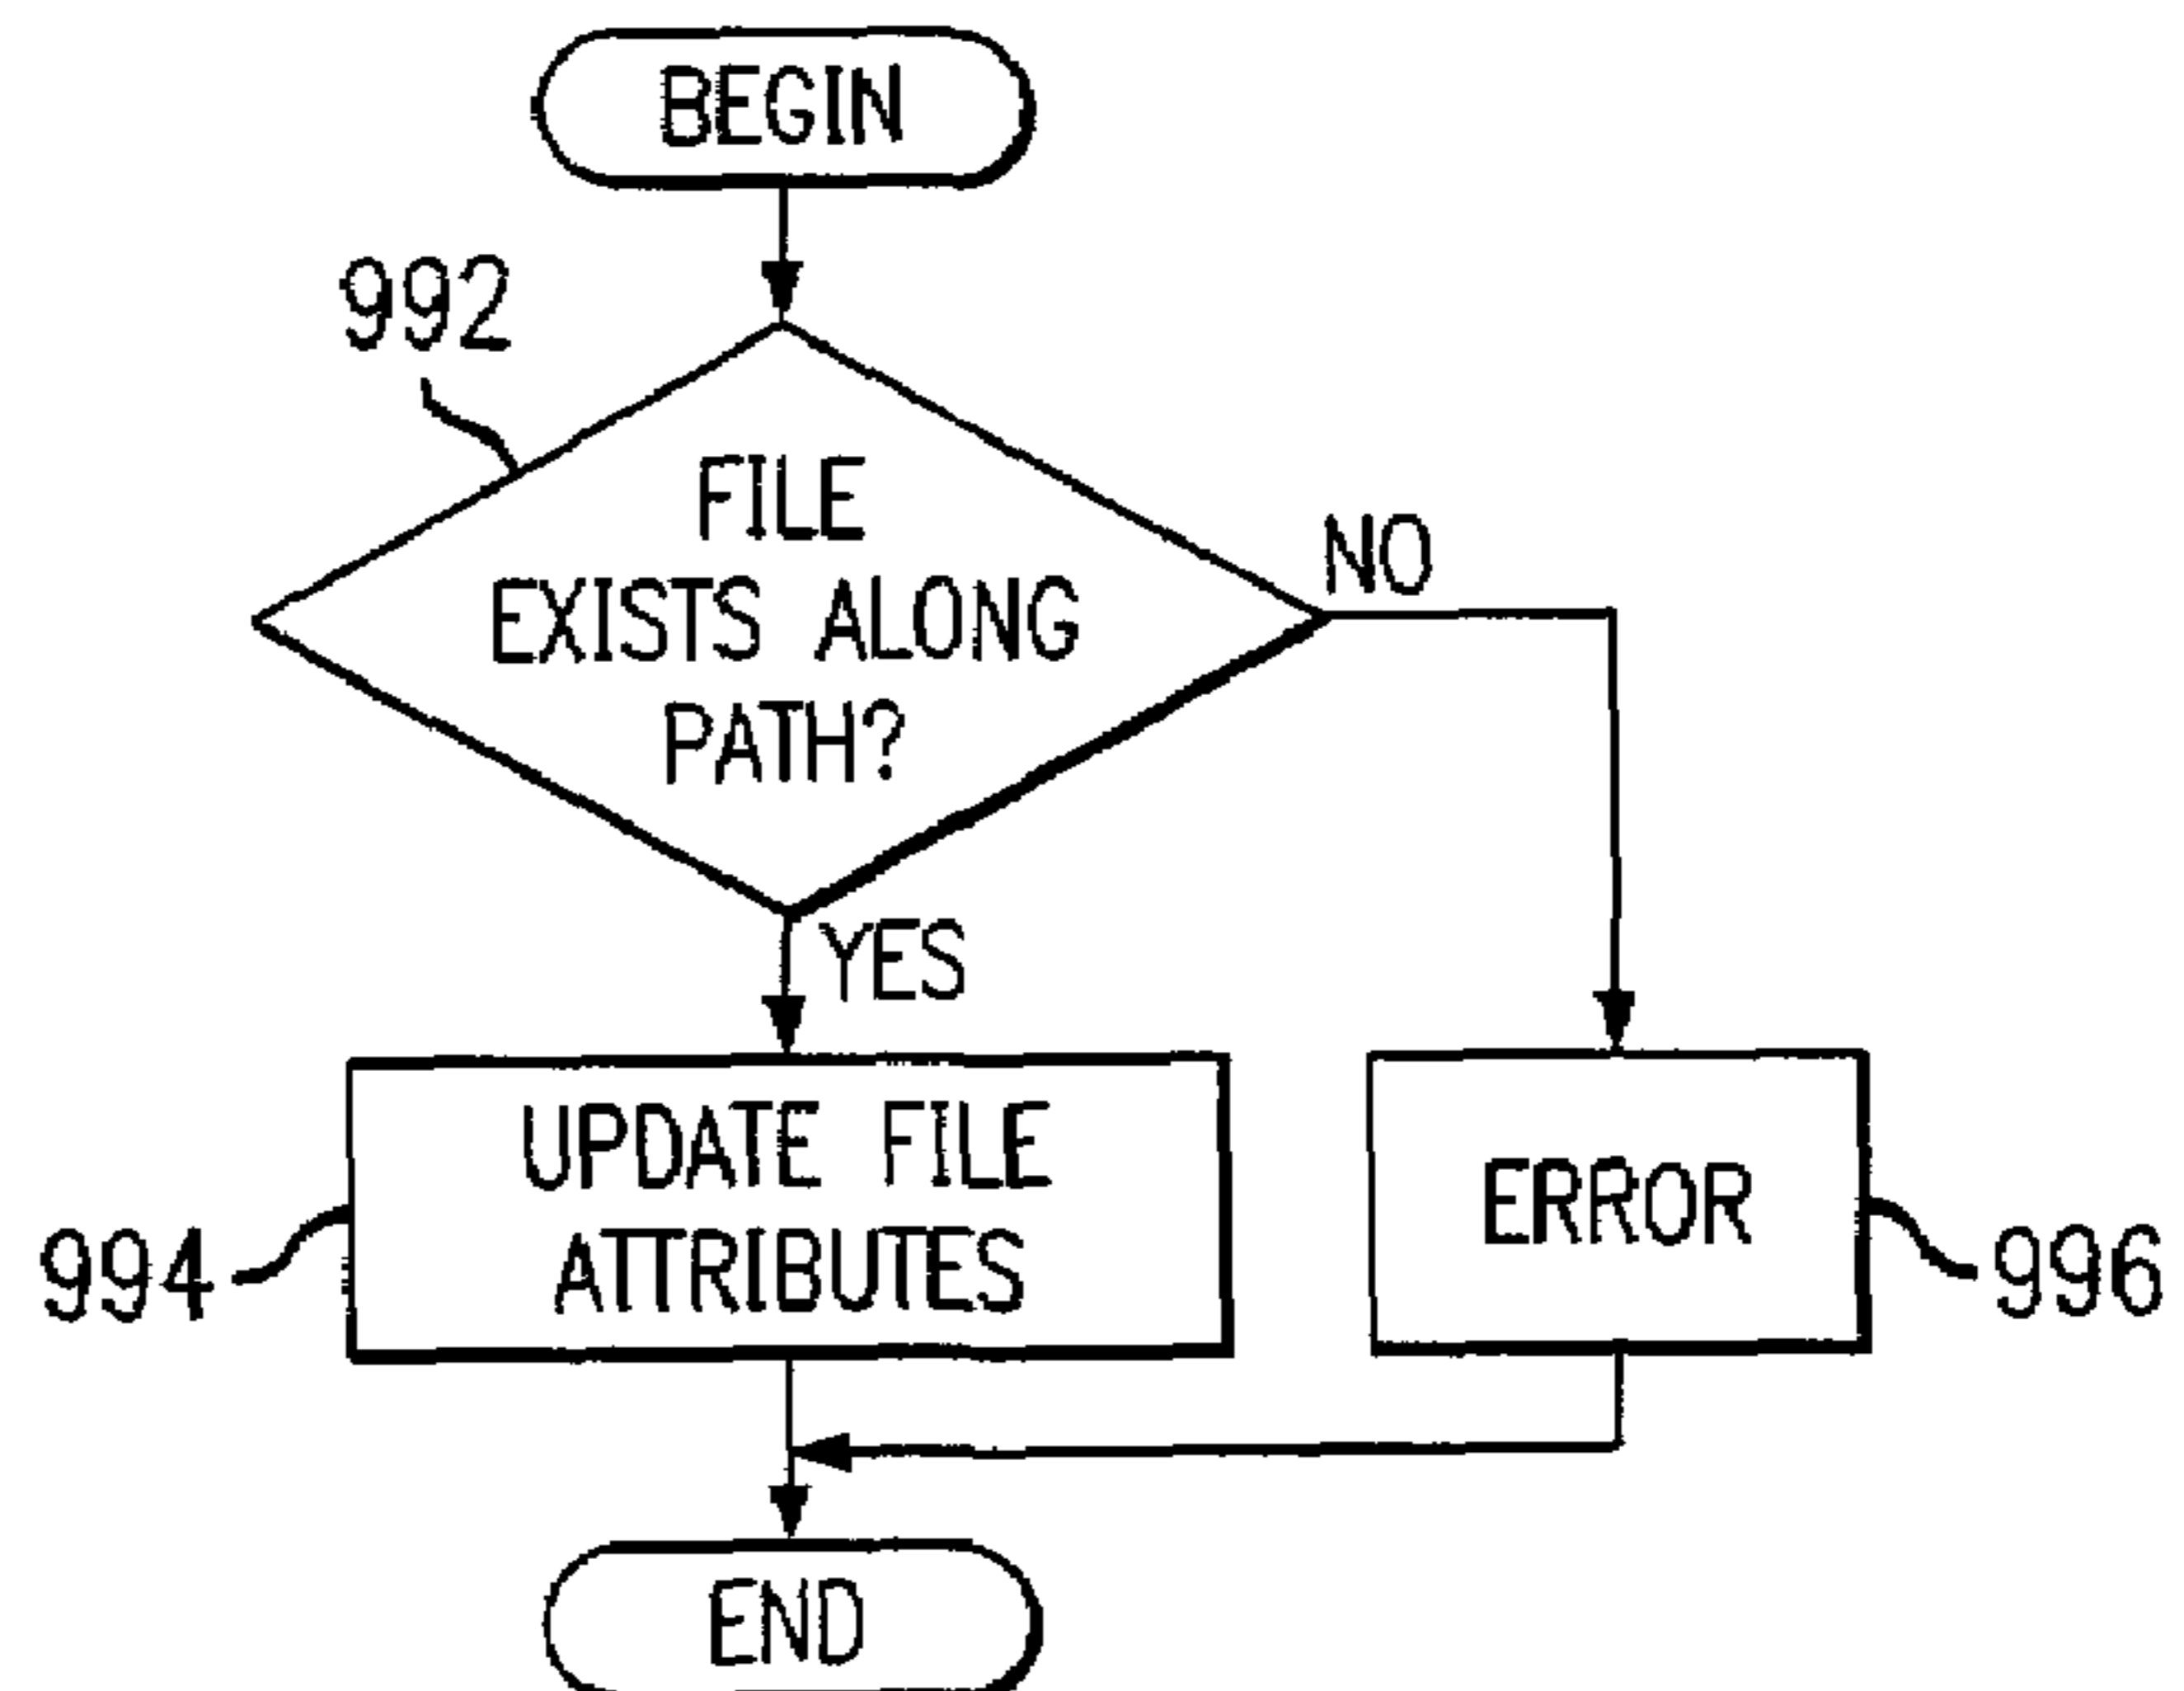 BEGIN
992
FILE
EXISTS ALONG
PATH?
NO
YES
UPDATE FILE
ATTRIBUTES
994
ERROR
996
END